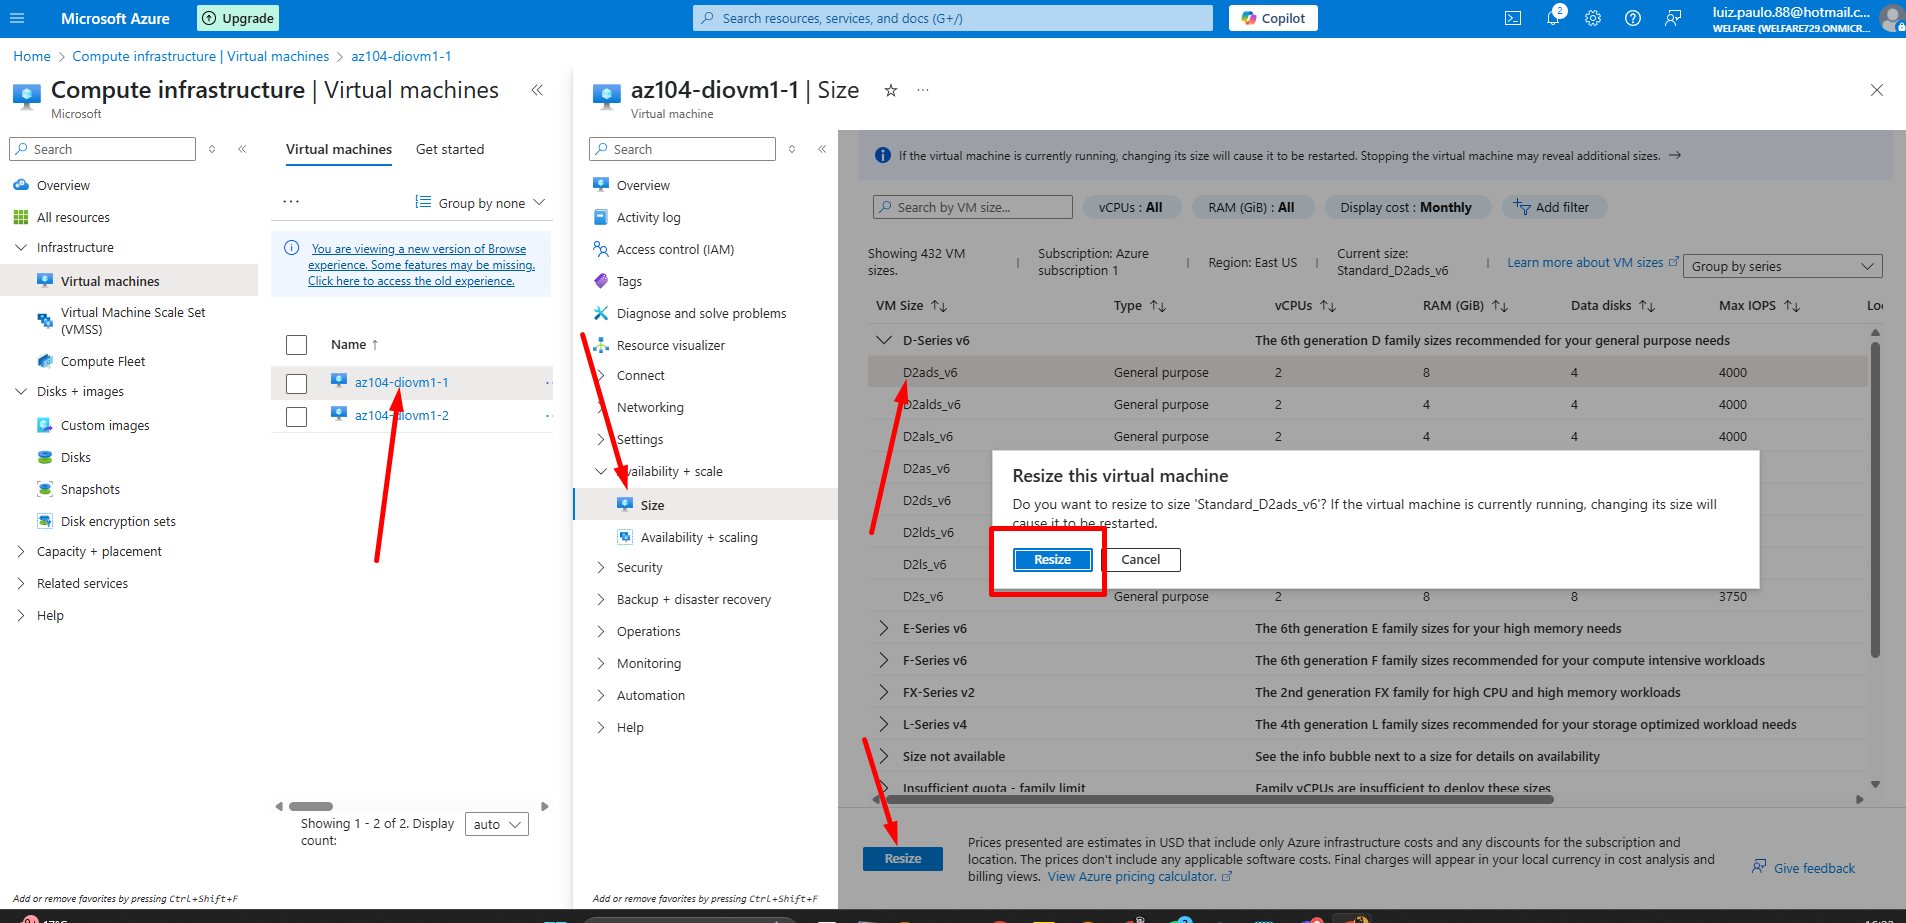 Microsoft Azure
Upgrade
Search resources, services, and docs (G+/)
Copilot
2
luiz.paulo.88@hotmail.c...
WELFARE (WELFARE729.ONMICR...
Home > Compute infrastructure | Virtual machines > az104-diovm1-1
Compute infrastructure | Virtual machines
Microsoft
Search
Overview
All resources
Infrastructure
Virtual machines
Virtual Machine Scale Set
(VMSS)
Compute Fleet
Disks + images
Custom images
Disks
Snapshots
Disk encryption sets
Capacity + placement
Related services
Help
Add or remove favorites by pressing Ctrl+Shift+F
Virtual machines
Get started
...
Group by none
You are viewing a new version of Browse
experience. Some features may be missing.
Click here to access the old experience.
Name ↑
az104-diovm1-1
az104-diovm1-2
Showing 1 - 2 of 2. Display
count:
auto
az104-diovm1-1 | Size
...
Virtual machine
Search
Overview
Activity log
Access control (IAM)
Tags
Diagnose and solve problems
Resource visualizer
Connect
Networking
Settings
vailability + scale
Size
Availability + scaling
Security
Backup + disaster recovery
Operations
Monitoring
Automation
Help
Add or remove favorites by pressing Ctrl+Shift+F
If the virtual machine is currently running, changing its size will cause it to be restarted. Stopping the virtual machine may reveal additional sizes. →
Search by VM size...
vCPUs : All
RAM (GiB) : All
Display cost : Monthly
Add filter
Showing 432 VM
sizes.
Subscription: Azure
subscription 1
Region: East US
Current size:
Standard_D2ads_v6
Learn more about VM sizes
Group by series
VM Size ↑↓ Type ↑↓ vCPUs ↑↓ RAM (GiB) ↑↓ Data disks ↑↓ Max IOPS ↑↓ Loc
D-Series v6 The 6th generation D family sizes recommended for your general purpose needs
D2ads_v6 General purpose 2 8 4 4000
D2alds_v6 General purpose 2 4 4 4000
D2als_v6 General purpose 2 4 4 4000
D2as_v6
D2ds_v6
D2lds_v6
D2ls_v6
D2s_v6 General purpose 2 8 8 3750
E-Series v6 The 6th generation E family sizes for your high memory needs
F-Series v6 The 6th generation F family sizes recommended for your compute intensive workloads
FX-Series v2 The 2nd generation FX family for high CPU and high memory workloads
L-Series v4 The 4th generation L family sizes recommended for your storage optimized workload needs
Size not available See the info bubble next to a size for details on availability
Insufficient quota - family limit Family vCPUs are insufficient to deploy these sizes
Resize this virtual machine
Do you want to resize to size 'Standard_D2ads_v6'? If the virtual machine is currently running, changing its size will
cause it to be restarted.
Resize
Cancel
Resize
Prices presented are estimates in USD that include only Azure infrastructure costs and any discounts for the subscription and
location. The prices don't include any applicable software costs. Final charges will appear in your local currency in cost analysis and
billing views. View Azure pricing calculator.
Give feedback